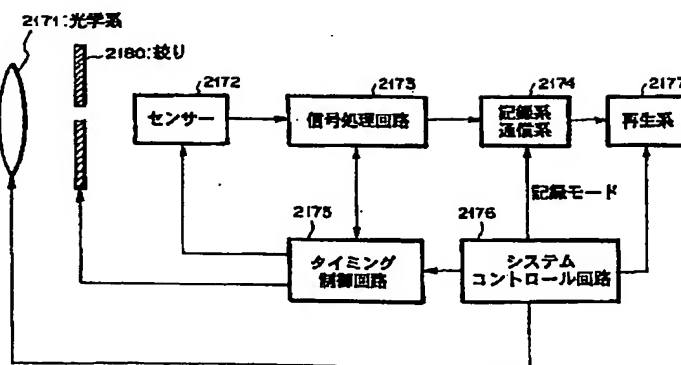 2171:光学系
2180:絞り
2172
センサー
2173
信号処理回路
2174
記録系
通信系
2177
再生系
記録モード
2175
タイミング
制御回路
2176
システム
コントロール回路